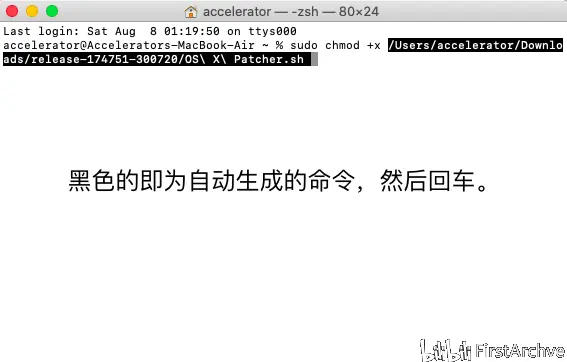 accelerator — -zsh — 80×24
Last login: Sat Aug  8 01:19:50 on ttys000
accelerator@Accelerators-MacBook-Air ~ % sudo chmod +x /Users/accelerator/Downlo
ads/release-174751-300720/OS\ X\ Patcher.sh
黑色的即为自动生成的命令，然后回车。
bilibili FirstArchve